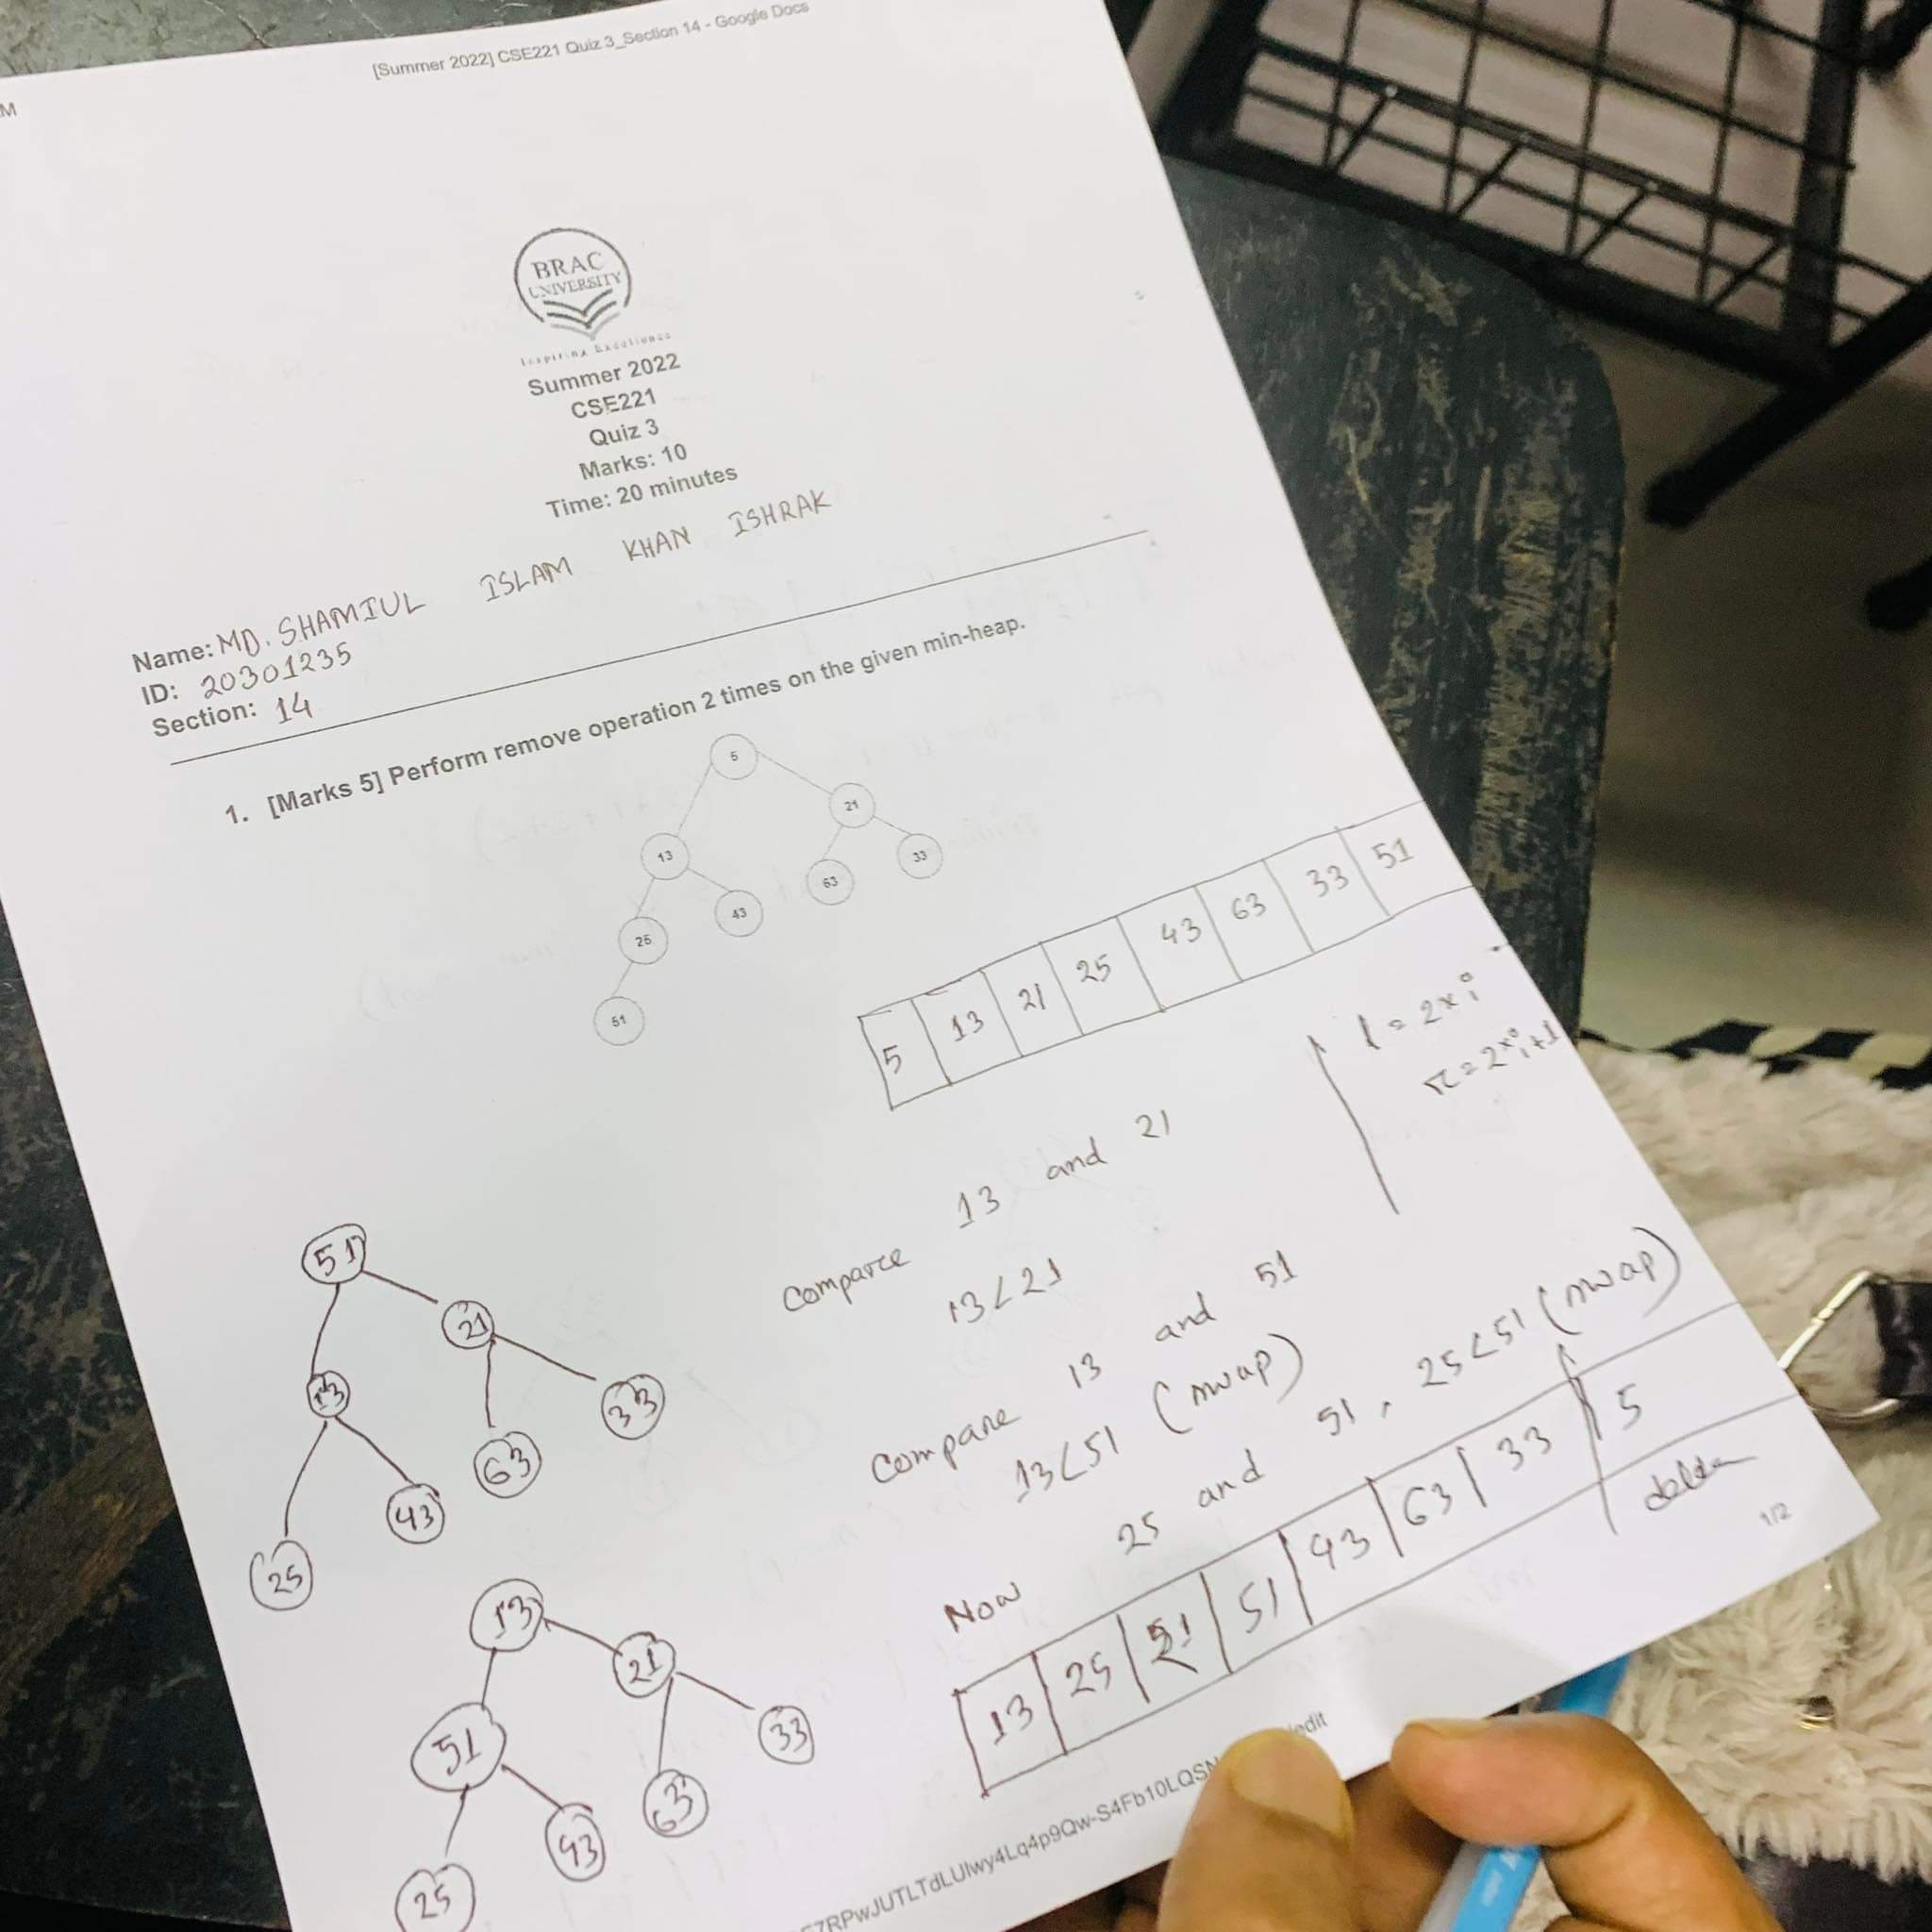 [Summer 2022] CSE221 Quiz 3_Section 14 - Google Docs
M
BRAC
UNIVERSITY
Inspiring Excellence
Summer 2022
CSE221
Quiz 3
Marks: 10
Time: 20 minutes
Name: MD. SHAMIUL ISLAM KHAN ISHRAK
ID: 20301235
Section: 14
1. [Marks 5] Perform remove operation 2 times on the given min-heap.
5
13 21
25 43 63 33
51
5 13 21 25 43 63 33 51
l = 2×i
r = 2×i+1
Comparce 13 and 21
13<21
Compare 13 and 51
13<51 (swap)
Now 25 and 51, 25<51 (swap)
13 25 21 51 43 63 33 5
51
13 21
25 43 63 33
13
51 21
25 43 63 33
1/2
ZRPwJUTLTdLUlwy4Lq4p9Qw-S4Fb10LQSN
/edit